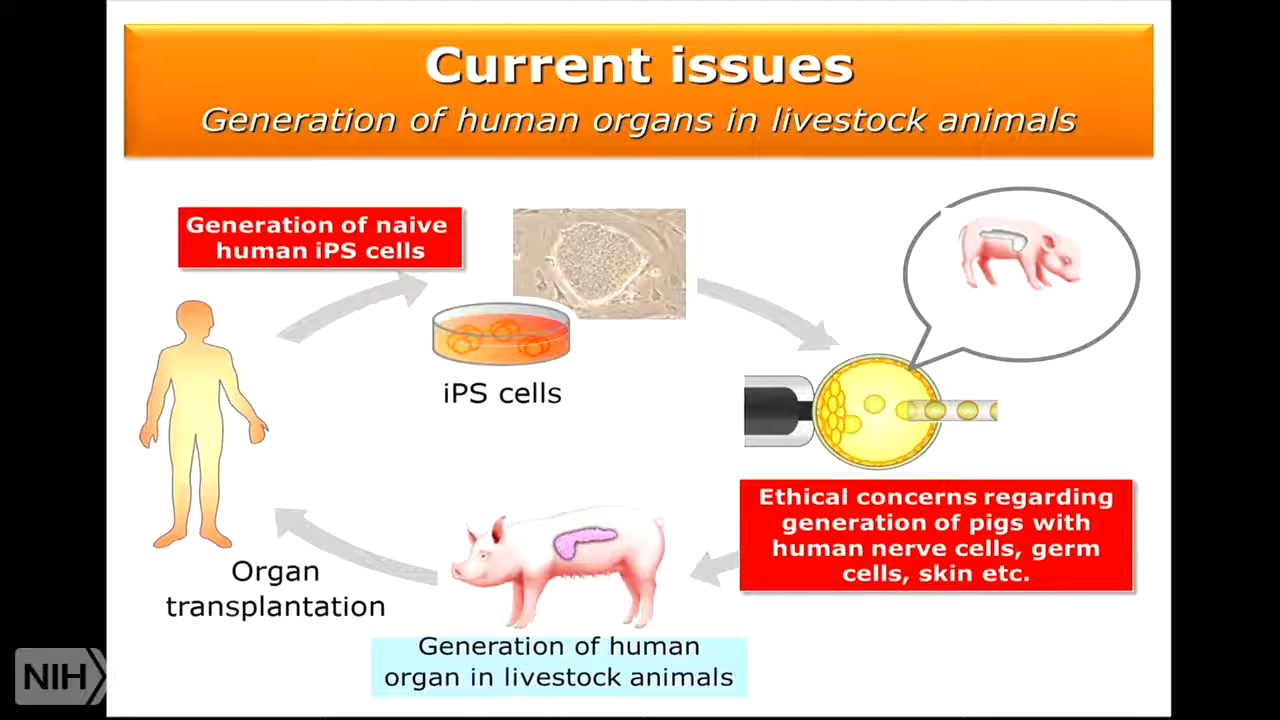 Current issues
Generation of human organs in livestock animals
Generation of naive
human iPS cells
iPS cells
Ethical concerns regarding
generation of pigs with
human nerve cells, germ
cells, skin etc.
Organ
transplantation
Generation of human
organ in livestock animals
NIH